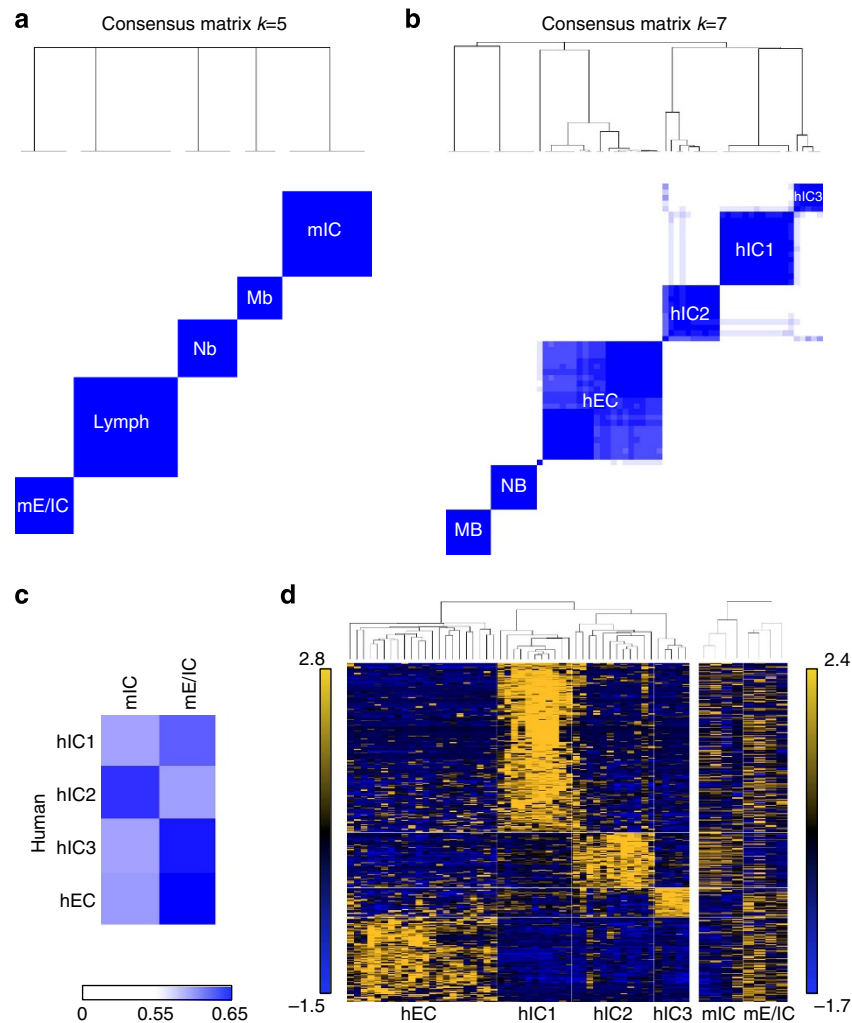 a
Consensus matrix k=5
mIC
Mb
Nb
Lymph
mE/IC
b
Consensus matrix k=7
hIC3
hIC1
hIC2
hEC
NB
MB
c
mIC
mE/IC
Human
hIC1
hIC2
hIC3
hEC
0
0.55
0.65
d
2.8
−1.5
2.4
−1.7
hEC
hIC1
hIC2
hIC3
mIC
mE/IC